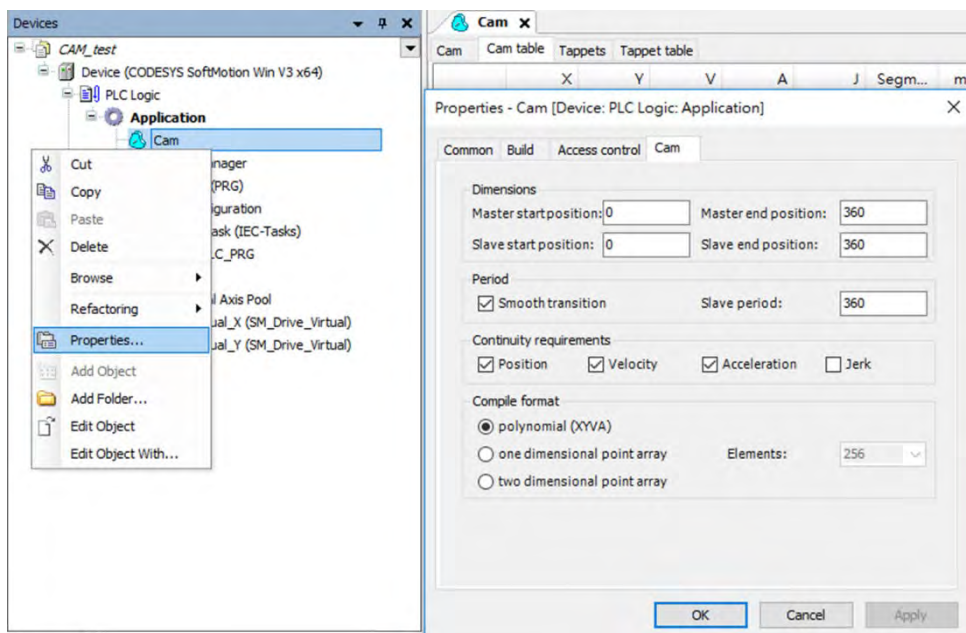 Devices
CAM_test
Device (CODESYS SoftMotion Win V3 x64)
PLC Logic
Application
Cam
Cut
nager
Copy
(PRG)
Paste
iguration
ask (IEC-Tasks)
Delete
LC_PRG
Browse
l Axis Pool
Refactoring
ual_X (SM_Drive_Virtual)
Properties...
ual_Y (SM_Drive_Virtual)
Add Object
Add Folder...
Edit Object
Edit Object With...
Cam
Cam Cam table Tappets Tappet table
X Y V A J Segm... m
Properties - Cam [Device: PLC Logic: Application]
Common Build Access control Cam
Dimensions
Master start position: 0 Master end position: 360
Slave start position: 0 Slave end position: 360
Period
Smooth transition Slave period: 360
Continuity requirements
Position Velocity Acceleration Jerk
Compile format
polynomial (XYVA)
one dimensional point array Elements: 256
two dimensional point array
OK Cancel Apply